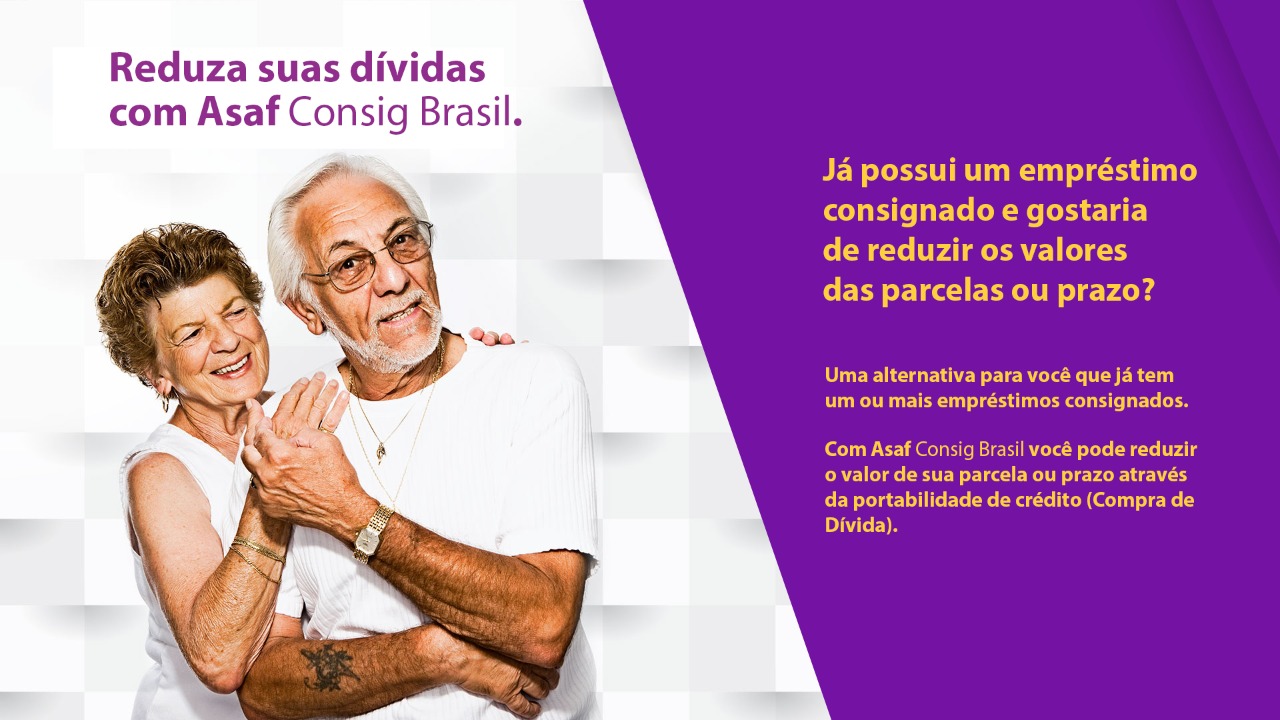 Reduza suas dívidas
com Asaf Consig Brasil.
Já possui um empréstimo
consignado e gostaria
de reduzir os valores
das parcelas ou prazo?
Uma alternativa para você que já tem
um ou mais empréstimos consignados.
Com Asaf Consig Brasil você pode reduzir
o valor de sua parcela ou prazo através
da portabilidade de crédito (Compra de
Dívida).